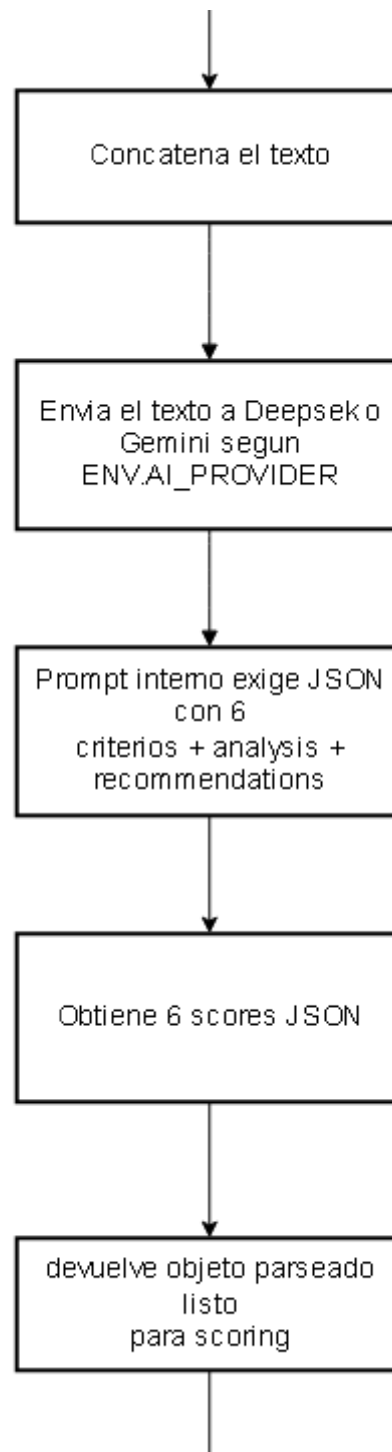 Concatena el texto
Envia el texto a Deepsek o
Gemini segun
ENV.AI_PROVIDER
Prompt interno exige JSON
con 6
criterios + analysis +
recommendations
Obtiene 6 scores JSON
devuelve objeto parseado
listo
para scoring